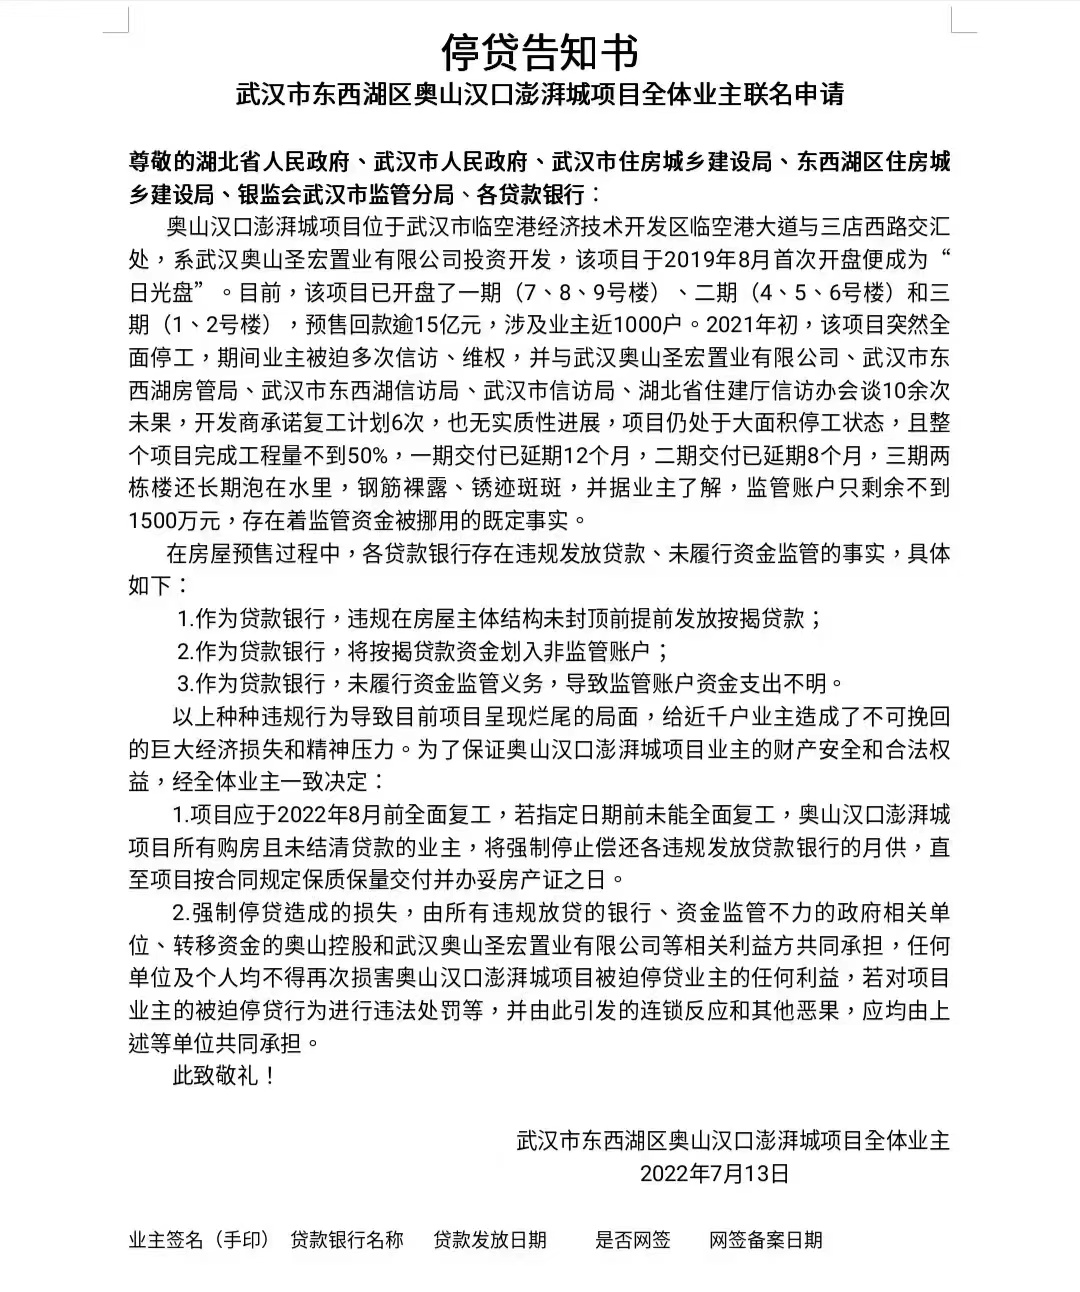 停贷告知书
武汉市东西湖区奥山汉口澎湃城项目全体业主联名申请
尊敬的湖北省人民政府、武汉市人民政府、武汉市住房城乡建设局、东西湖区住房城
乡建设局、银监会武汉市监管分局、各贷款银行：
奥山汉口澎湃城项目位于武汉市临空港经济技术开发区临空港大道与三店西路交汇
处，系武汉奥山圣宏置业有限公司投资开发，该项目于2019年8月首次开盘便成为“
日光盘”。目前，该项目已开盘了一期（7、8、9号楼）、二期（4、5、6号楼）和三
期（1、2号楼），预售回款逾15亿元，涉及业主近1000户。2021年初，该项目突然全
面停工，期间业主被迫多次信访、维权，并与武汉奥山圣宏置业有限公司、武汉市东
西湖房管局、武汉市东西湖信访局、武汉市信访局、湖北省住建厅信访办会谈10余次
未果，开发商承诺复工计划6次，也无实质性进展，项目仍处于大面积停工状态，且整
个项目完成工程量不到50%，一期交付已延期12个月，二期交付已延期8个月，三期两
栋楼还长期泡在水里，钢筋裸露、锈迹斑斑，并据业主了解，监管账户只剩余不到
1500万元，存在着监管资金被挪用的既定事实。
在房屋预售过程中，各贷款银行存在违规发放贷款、未履行资金监管的事实，具体
如下：
1.作为贷款银行，违规在房屋主体结构未封顶前提前发放按揭贷款；
2.作为贷款银行，将按揭贷款资金划入非监管账户；
3.作为贷款银行，未履行资金监管义务，导致监管账户资金支出不明。
以上种种违规行为导致目前项目呈现烂尾的局面，给近千户业主造成了不可挽回
的巨大经济损失和精神压力。为了保证奥山汉口澎湃城项目业主的财产安全和合法权
益，经全体业主一致决定：
1.项目应于2022年8月前全面复工，若指定日期前未能全面复工，奥山汉口澎湃城
项目所有购房且未结清贷款的业主，将强制停止偿还各违规发放贷款银行的月供，直
至项目按合同规定保质保量交付并办妥房产证之日。
2.强制停贷造成的损失，由所有违规放贷的银行、资金监管不力的政府相关单
位、转移资金的奥山控股和武汉奥山圣宏置业有限公司等相关利益方共同承担，任何
单位及个人均不得再次损害奥山汉口澎湃城项目被迫停贷业主的任何利益，若对项目
业主的被迫停贷行为进行违法处罚等，并由此引发的连锁反应和其他恶果，应均由上
述等单位共同承担。
此致敬礼！
武汉市东西湖区奥山汉口澎湃城项目全体业主
2022年7月13日
业主签名（手印） 贷款银行名称 贷款发放日期 是否网签 网签备案日期